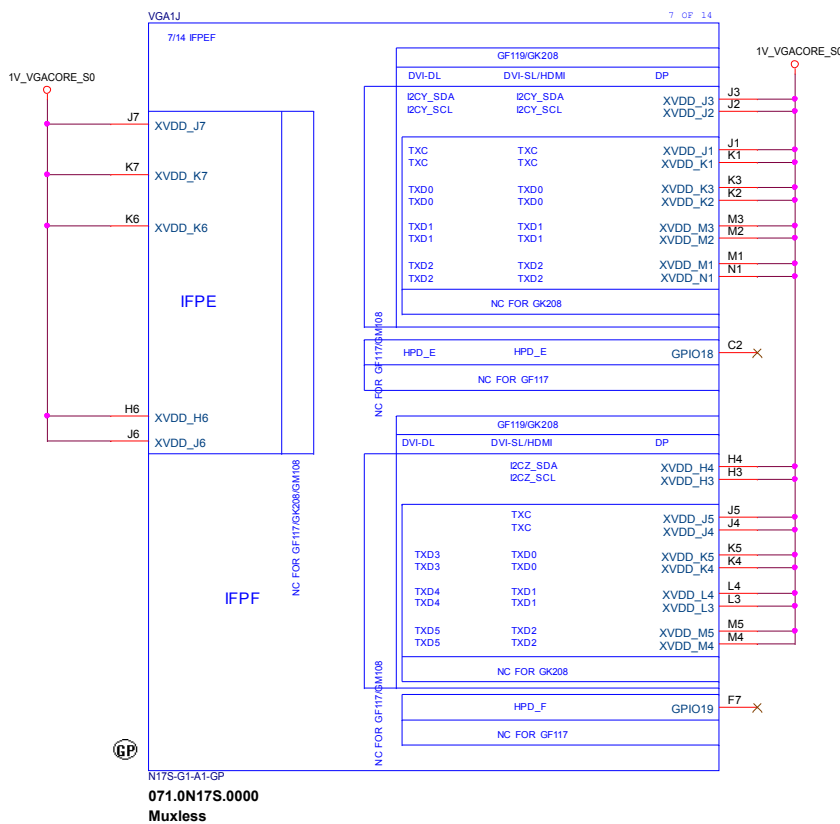 VGA1J
7 OF 14
7/14 IFPEF
1V_VGACORE_S0
1V_VGACORE_S0
GF119/GK208
DVI-DL DVI-SL/HDMI DP
I2CY_SDA I2CY_SDA XVDD_J3 J3
I2CY_SCL I2CY_SCL XVDD_J2 J2
TXC TXC XVDD_J1 J1
TXC TXC XVDD_K1 K1
TXD0 TXD0 XVDD_K3 K3
TXD0 TXD0 XVDD_K2 K2
TXD1 TXD1 XVDD_M3 M3
TXD1 TXD1 XVDD_M2 M2
TXD2 TXD2 XVDD_M1 M1
TXD2 TXD2 XVDD_N1 N1
NC FOR GK208
NC FOR GF117/GM108
HPD_E HPD_E GPIO18 C2
NC FOR GF117
J7 XVDD_J7
K7 XVDD_K7
K6 XVDD_K6
IFPE
H6 XVDD_H6
J6 XVDD_J6
NC FOR GF117/GK208/GM108
IFPF
GF119/GK208
DVI-DL DVI-SL/HDMI DP
I2CZ_SDA XVDD_H4 H4
I2CZ_SCL XVDD_H3 H3
TXC XVDD_J5 J5
TXC XVDD_J4 J4
TXD3 TXD0 XVDD_K5 K5
TXD3 TXD0 XVDD_K4 K4
TXD4 TXD1 XVDD_L4 L4
TXD4 TXD1 XVDD_L3 L3
TXD5 TXD2 XVDD_M5 M5
TXD5 TXD2 XVDD_M4 M4
NC FOR GK208
NC FOR GF117/GM108
HPD_F GPIO19 F7
NC FOR GF117
GP
N17S-G1-A1-GP
071.0N17S.0000
Muxless